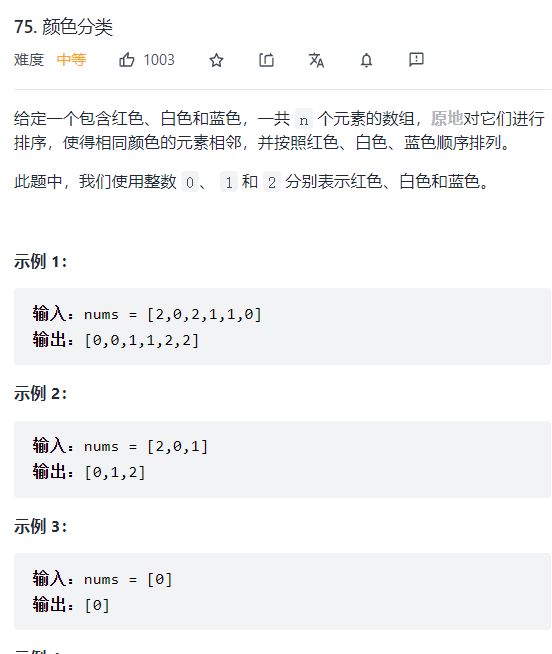 75. 颜色分类
难度 中等 1003
给定一个包含红色、白色和蓝色,一共 n 个元素的数组,原地对它们进行
排序,使得相同颜色的元素相邻,并按照红色、白色、蓝色顺序排列。
此题中,我们使用整数 0、 1 和 2 分别表示红色、白色和蓝色。
示例 1:
输入:nums = [2,0,2,1,1,0]
输出:[0,0,1,1,2,2]
示例 2:
输入:nums = [2,0,1]
输出:[0,1,2]
示例 3:
输入:nums = [0]
输出:[0]